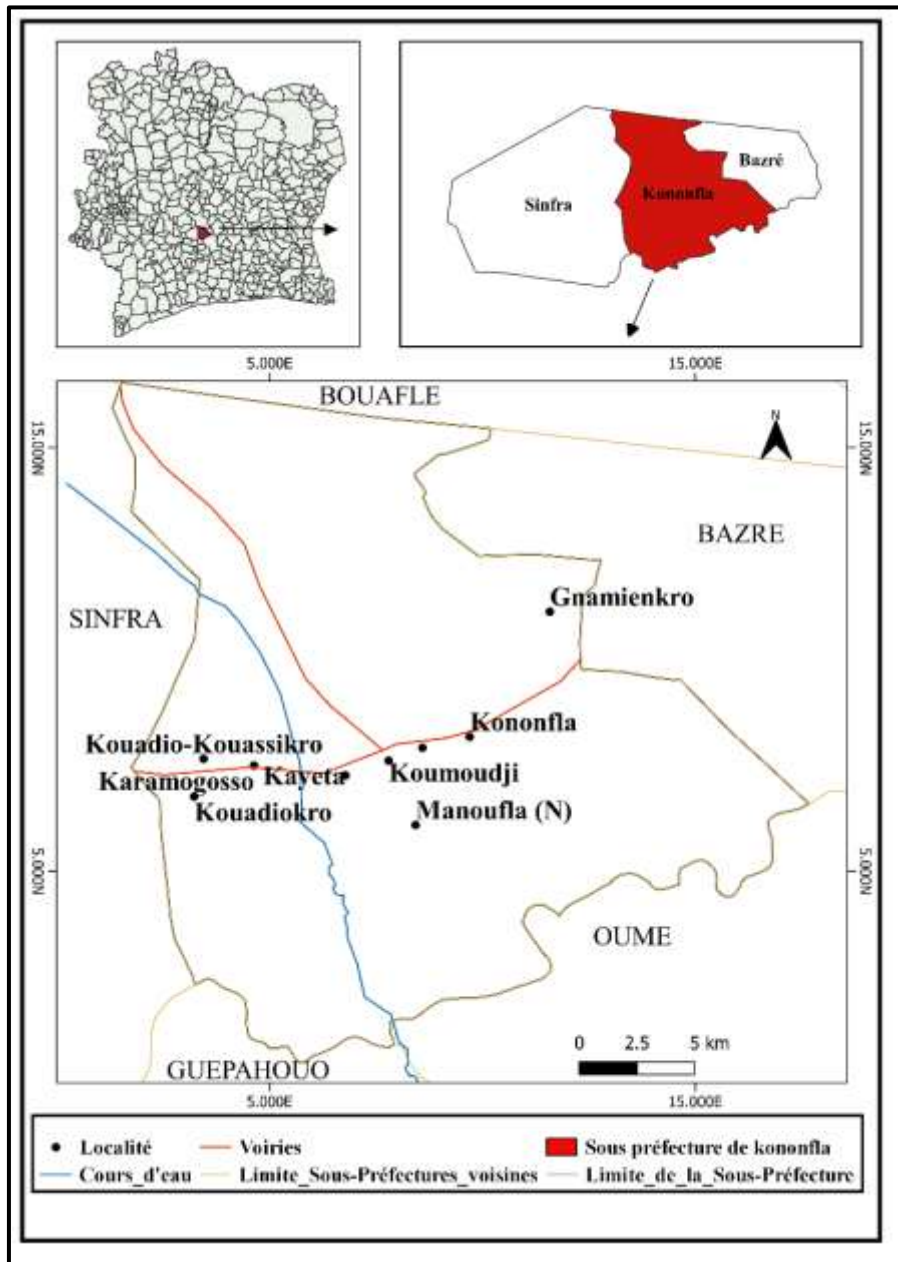 Sinfra
Kononfla
Bazré
5.000E 15.000E
15.000N 15.000N
BOUAFLE
N
BAZRE
Gnamienkro
SINFRA
Kononfla
Kouadio-Kouassikro
Koumoudji
Karamogosso
Kayeta
Kouadiokro
Manoufla (N)
5.000N 5.000N
OUME
0 2.5 5 km
GUEPAHOUO
5.000E 15.000E
Localité Voiries Sous préfecture de kononfla
Cours_d'eau Limite_Sous-Préfectures_voisines Limite_de_la_Sous-Préfecture